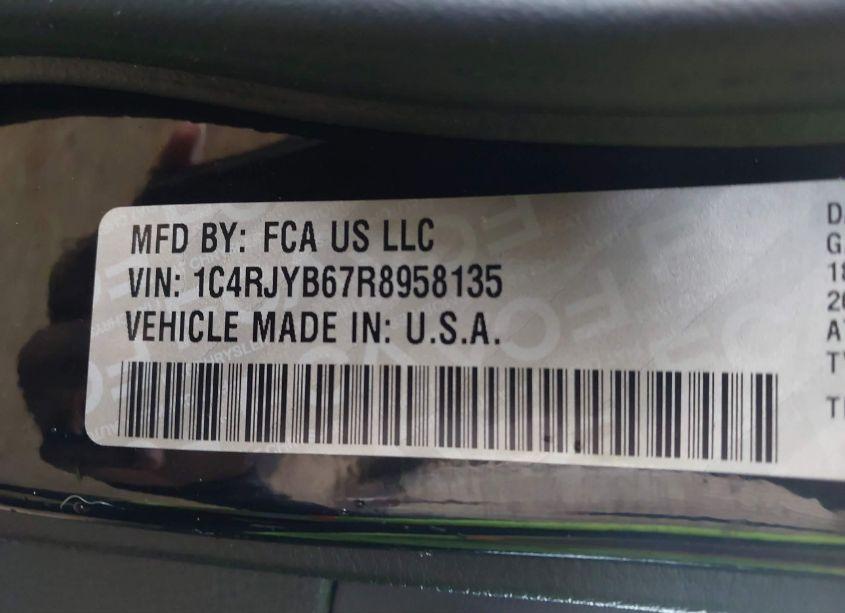 MFD BY: FCA US LLC
VIN: 1C4RJYB67R8958135
VEHICLE MADE IN: U.S.A.